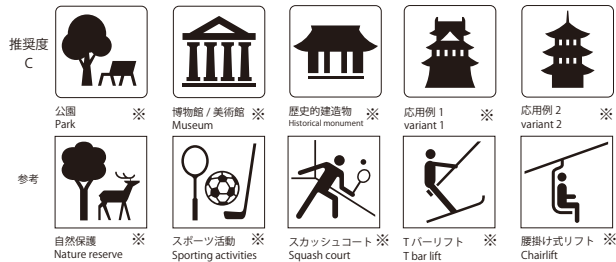 推奨度
C
公園 ※
Park
博物館 / 美術館 ※
Museum
歴史的建造物 ※
Historical monument
応用例 1 ※
variant 1
応用例 2 ※
variant 2
参考
自然保護 ※
Nature reserve
スポーツ活動 ※
Sporting activities
スカッシュコート ※
Squash court
Tバーリフト ※
T bar lift
腰掛け式リフト ※
Chairlift